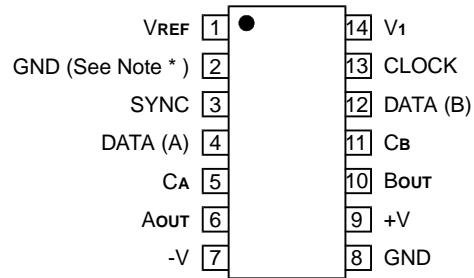 VREF 1 14 V1
GND (See Note * ) 2 13 CLOCK
SYNC 3 12 DATA (B)
DATA (A) 4 11 CB
CA 5 10 BOUT
AOUT 6 9 +V
-V 7 8 GND